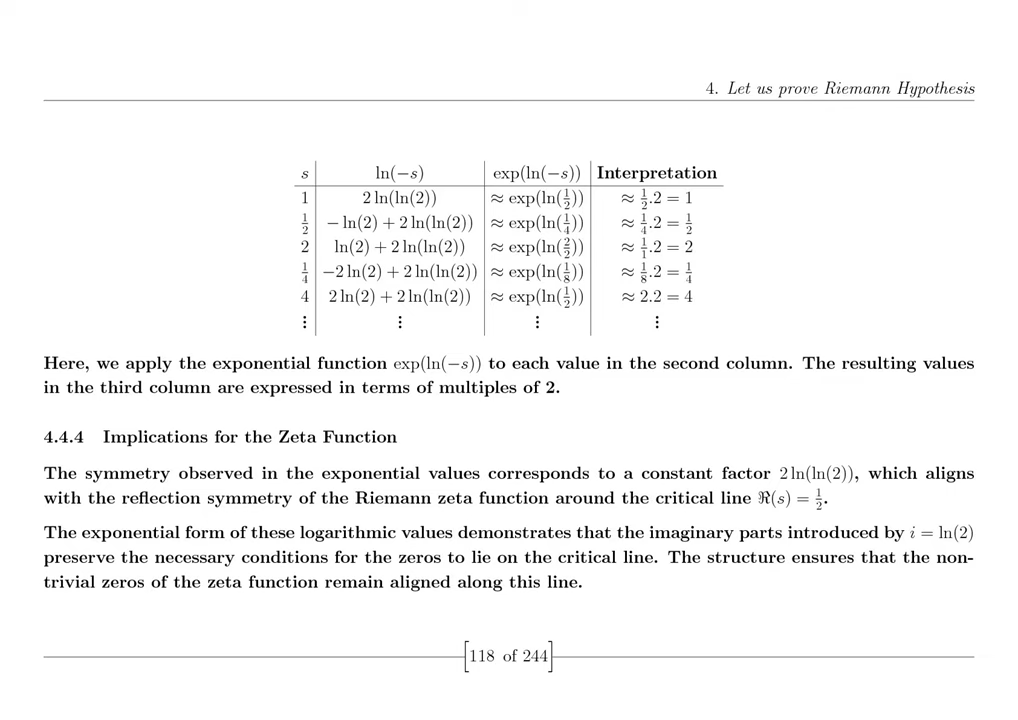 4. Let us prove Riemann Hypothesis
s ln(−s) exp(ln(−s)) Interpretation
1 2 ln(ln(2)) ≈ exp(ln(1/2)) ≈ 1/2.2 = 1
1/2 − ln(2) + 2 ln(ln(2)) ≈ exp(ln(1/4)) ≈ 1/4.2 = 1/2
2 ln(2) + 2 ln(ln(2)) ≈ exp(ln(2/2)) ≈ 1/1.2 = 2
1/4 −2 ln(2) + 2 ln(ln(2)) ≈ exp(ln(1/8)) ≈ 1/8.2 = 1/4
4 2 ln(2) + 2 ln(ln(2)) ≈ exp(ln(1/2)) ≈ 2.2 = 4
⋮ ⋮ ⋮ ⋮
Here, we apply the exponential function exp(ln(−s)) to each value in the second column. The resulting values
in the third column are expressed in terms of multiples of 2.
4.4.4 Implications for the Zeta Function
The symmetry observed in the exponential values corresponds to a constant factor 2 ln(ln(2)), which aligns
with the reflection symmetry of the Riemann zeta function around the critical line ℜ(s) = 1/2.
The exponential form of these logarithmic values demonstrates that the imaginary parts introduced by i = ln(2)
preserve the necessary conditions for the zeros to lie on the critical line. The structure ensures that the non-
trivial zeros of the zeta function remain aligned along this line.
[118 of 244]